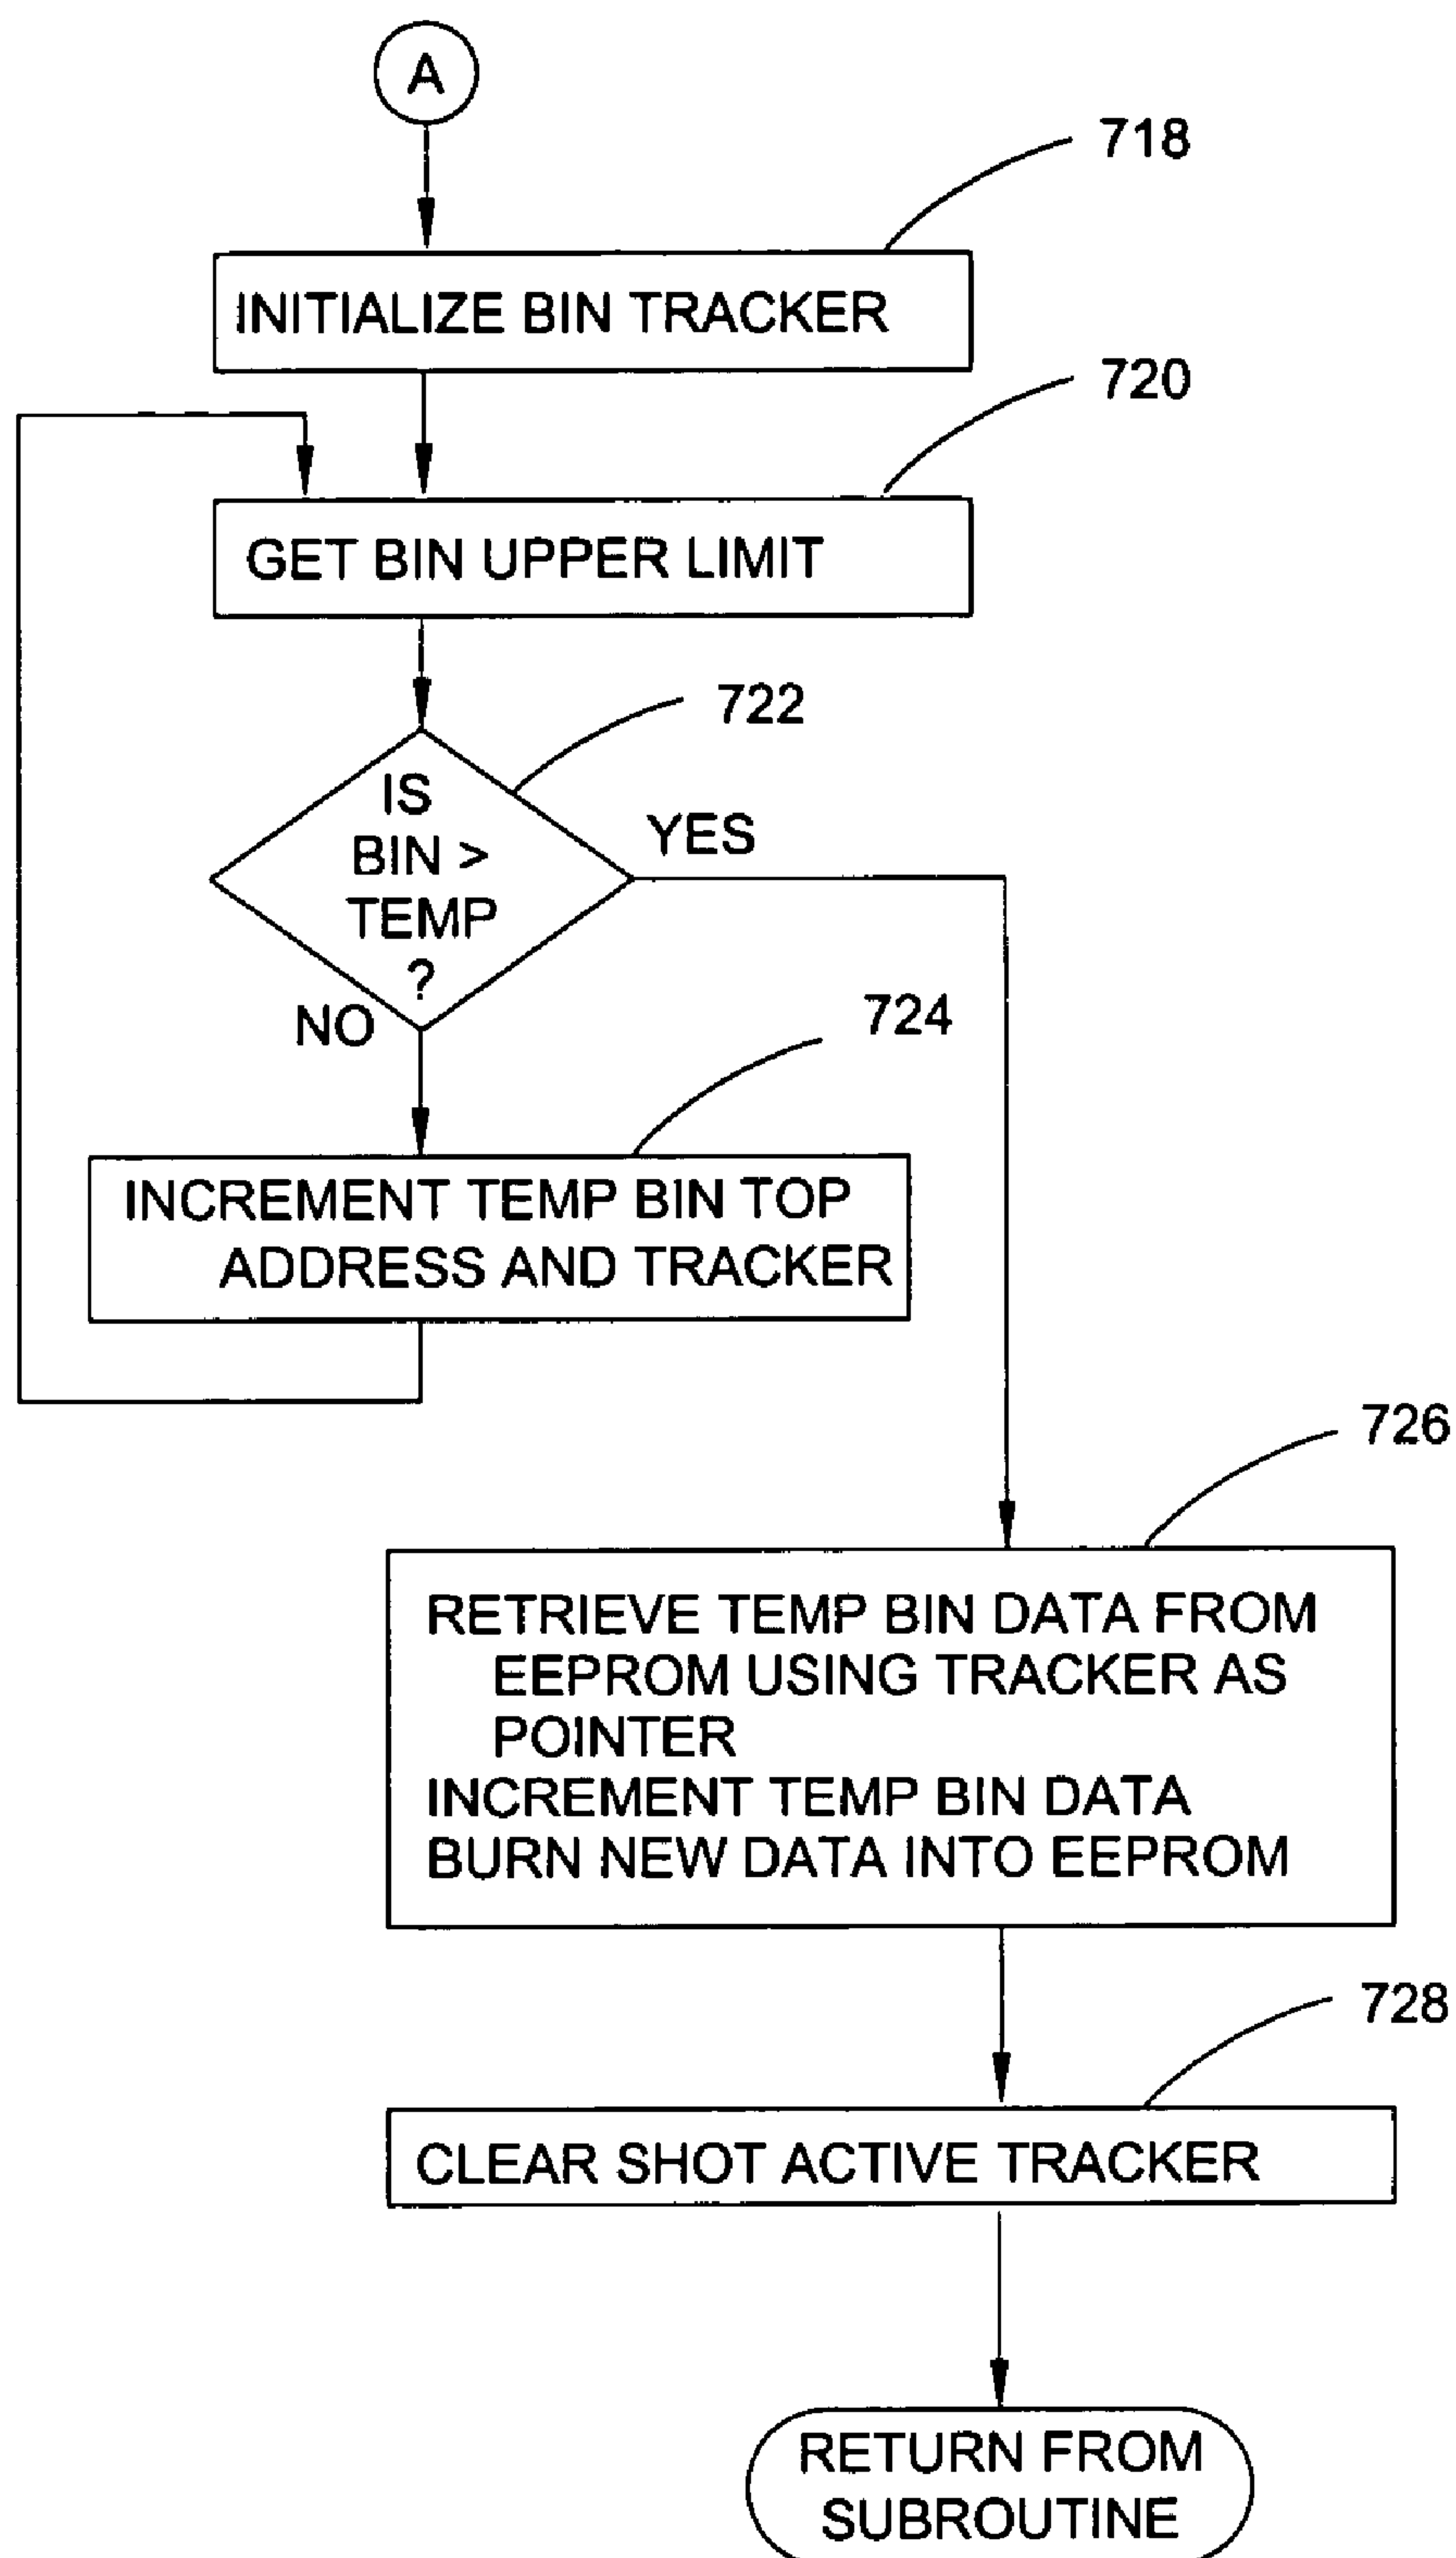 A
718
INITIALIZE BIN TRACKER
720
GET BIN UPPER LIMIT
722
IS
BIN >
TEMP
?
YES
NO
724
INCREMENT TEMP BIN TOP
ADDRESS AND TRACKER
726
RETRIEVE TEMP BIN DATA FROM
EEPROM USING TRACKER AS
POINTER
INCREMENT TEMP BIN DATA
BURN NEW DATA INTO EEPROM
728
CLEAR SHOT ACTIVE TRACKER
RETURN FROM
SUBROUTINE